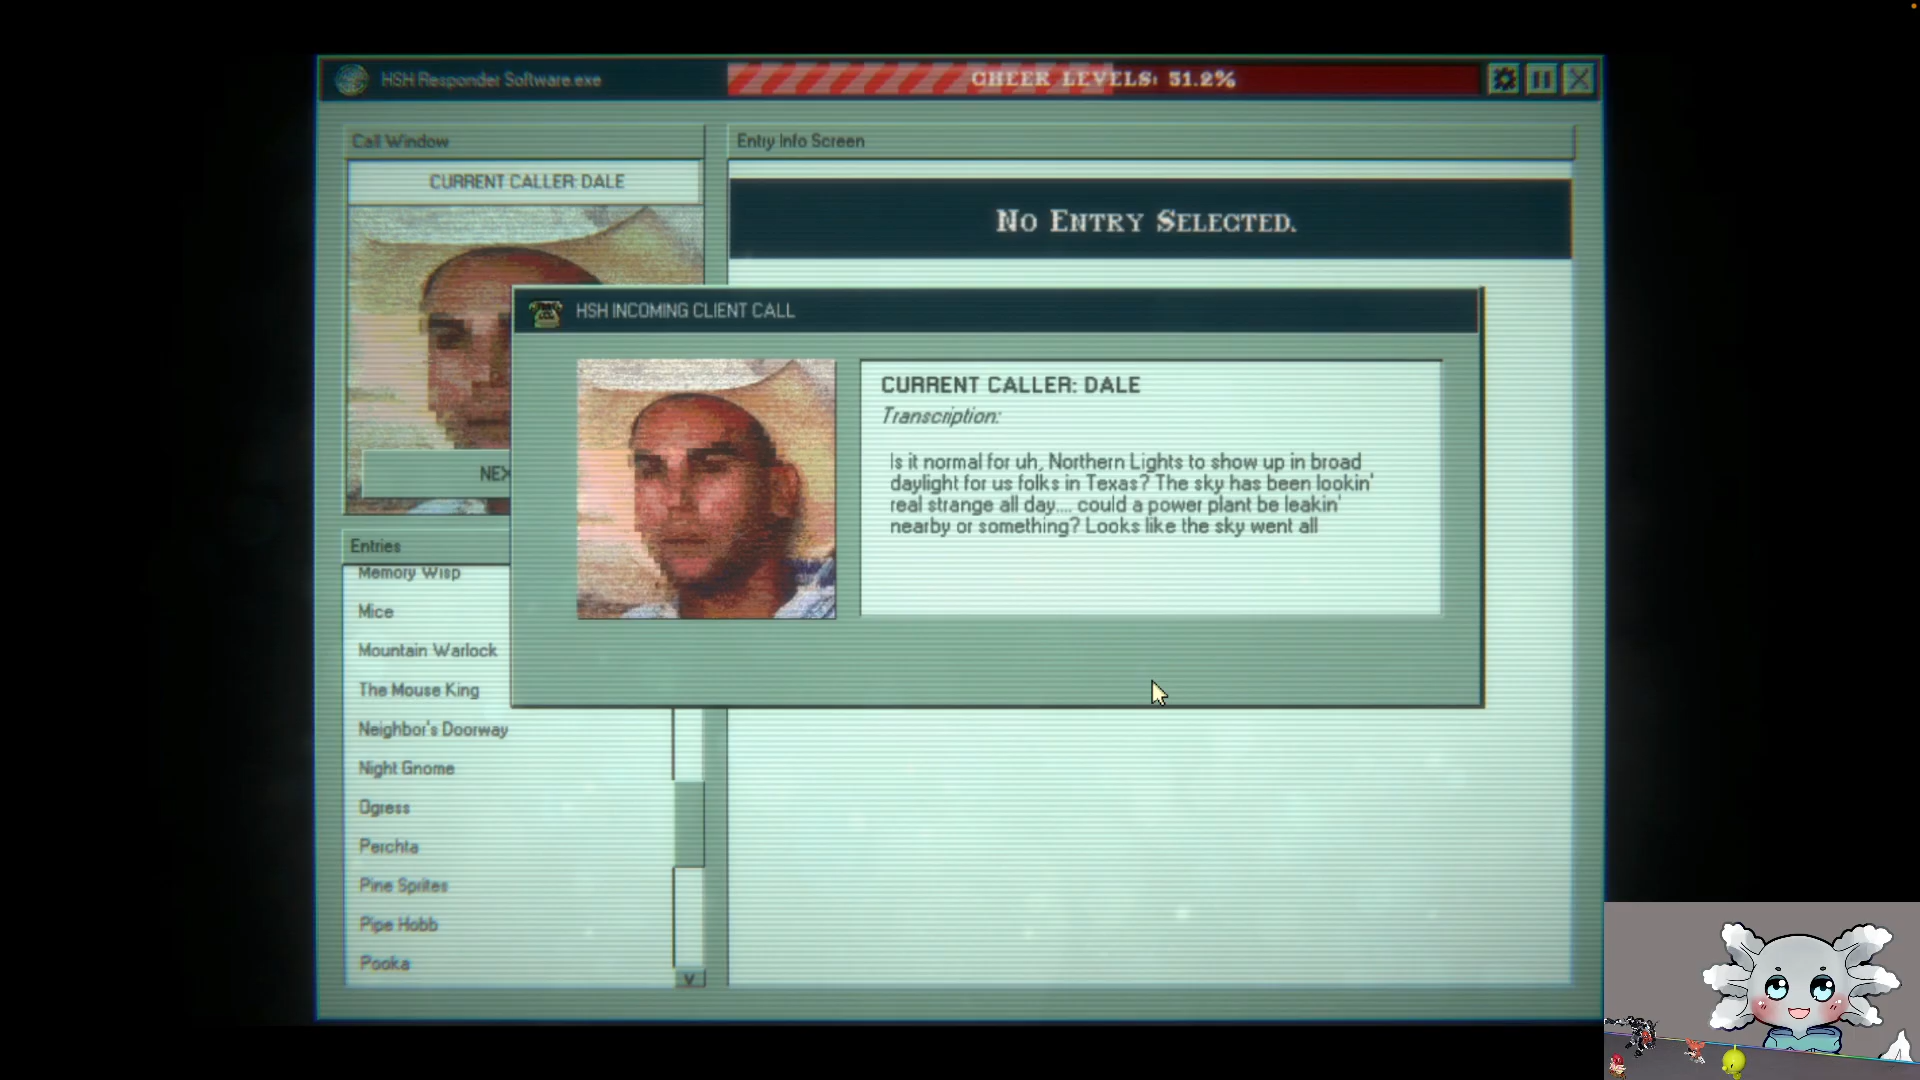 HSH Responder Software.exe
CHEER LEVELS: 51.2%
Call Window
Entry Info Screen
CURRENT CALLER: DALE
No Entry Selected.
HSH INCOMING CLIENT CALL
CURRENT CALLER: DALE
Transcription:
Is it normal for uh, Northern Lights to show up in broad
daylight for us folks in Texas? The sky has been lookin'
real strange all day.... could a power plant be leakin'
nearby or something? Looks like the sky went all
NEX
Entries
Memory Wisp
Mice
Mountain Warlock
The Mouse King
Neighbor's Doorway
Night Gnome
Ogress
Perchta
Pine Sprites
Pipe Hobb
Pooka